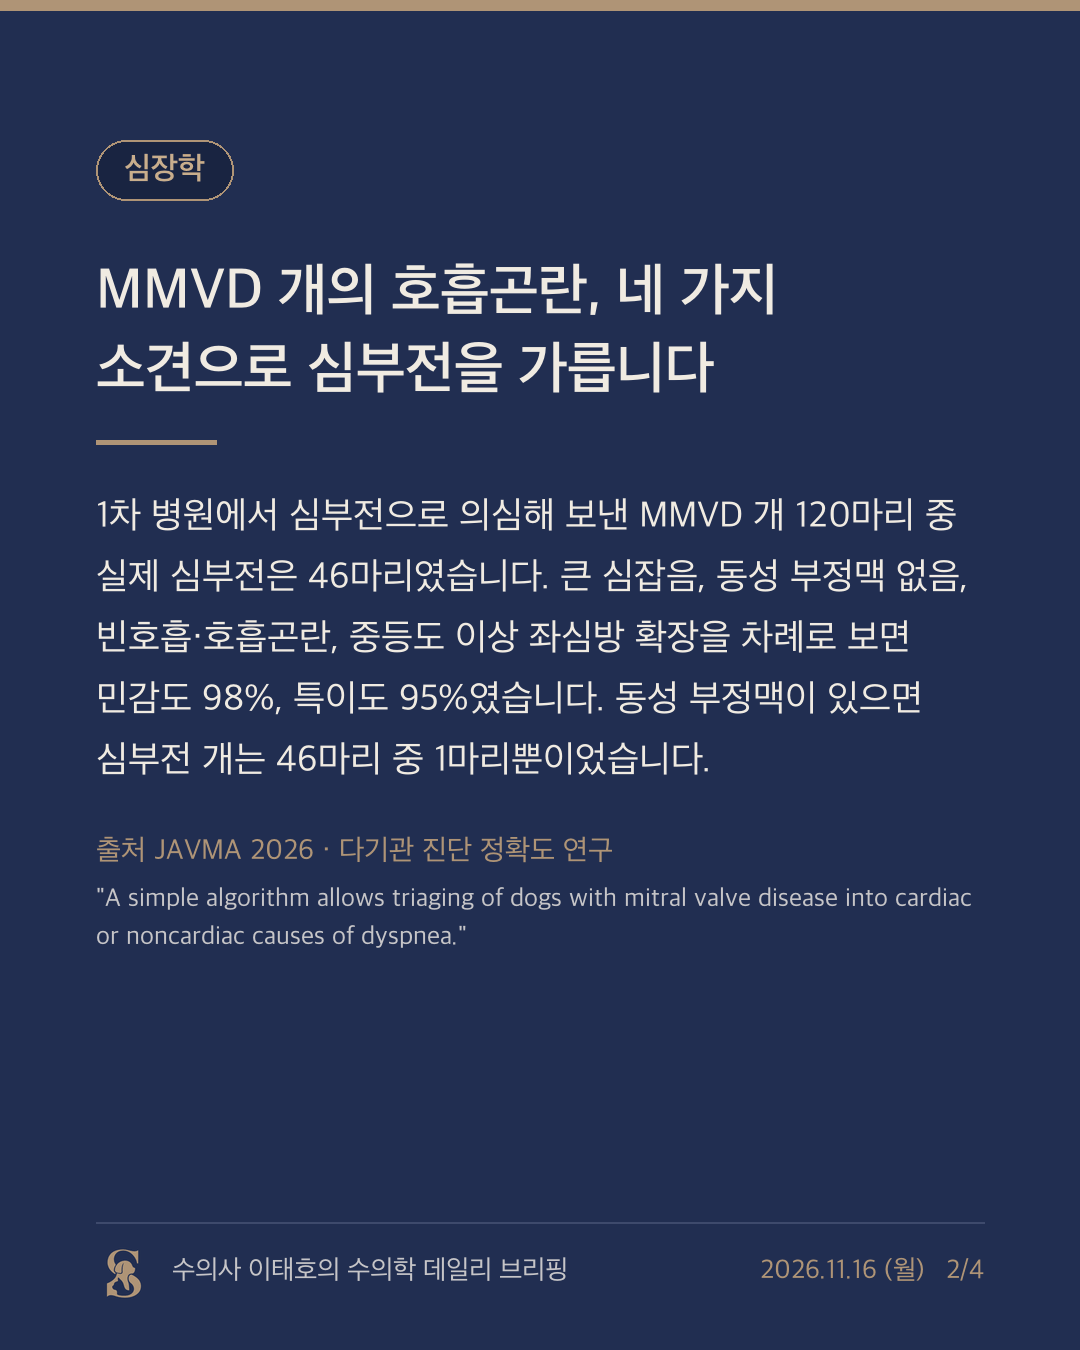 심장학
MMVD 개의 호흡곤란, 네 가지
소견으로 심부전을 가릅니다
1차 병원에서 심부전으로 의심해 보낸 MMVD 개 120마리 중
실제 심부전은 46마리였습니다. 큰 심잡음, 동성 부정맥 없음,
빈호흡·호흡곤란, 중등도 이상 좌심방 확장을 차례로 보면
민감도 98%, 특이도 95%였습니다. 동성 부정맥이 있으면
심부전 개는 46마리 중 1마리뿐이었습니다.
출처 JAVMA 2026 · 다기관 진단 정확도 연구
"A simple algorithm allows triaging of dogs with mitral valve disease into cardiac
or noncardiac causes of dyspnea."
수의사 이태호의 수의학 데일리 브리핑
2026.11.16 (월) 2/4